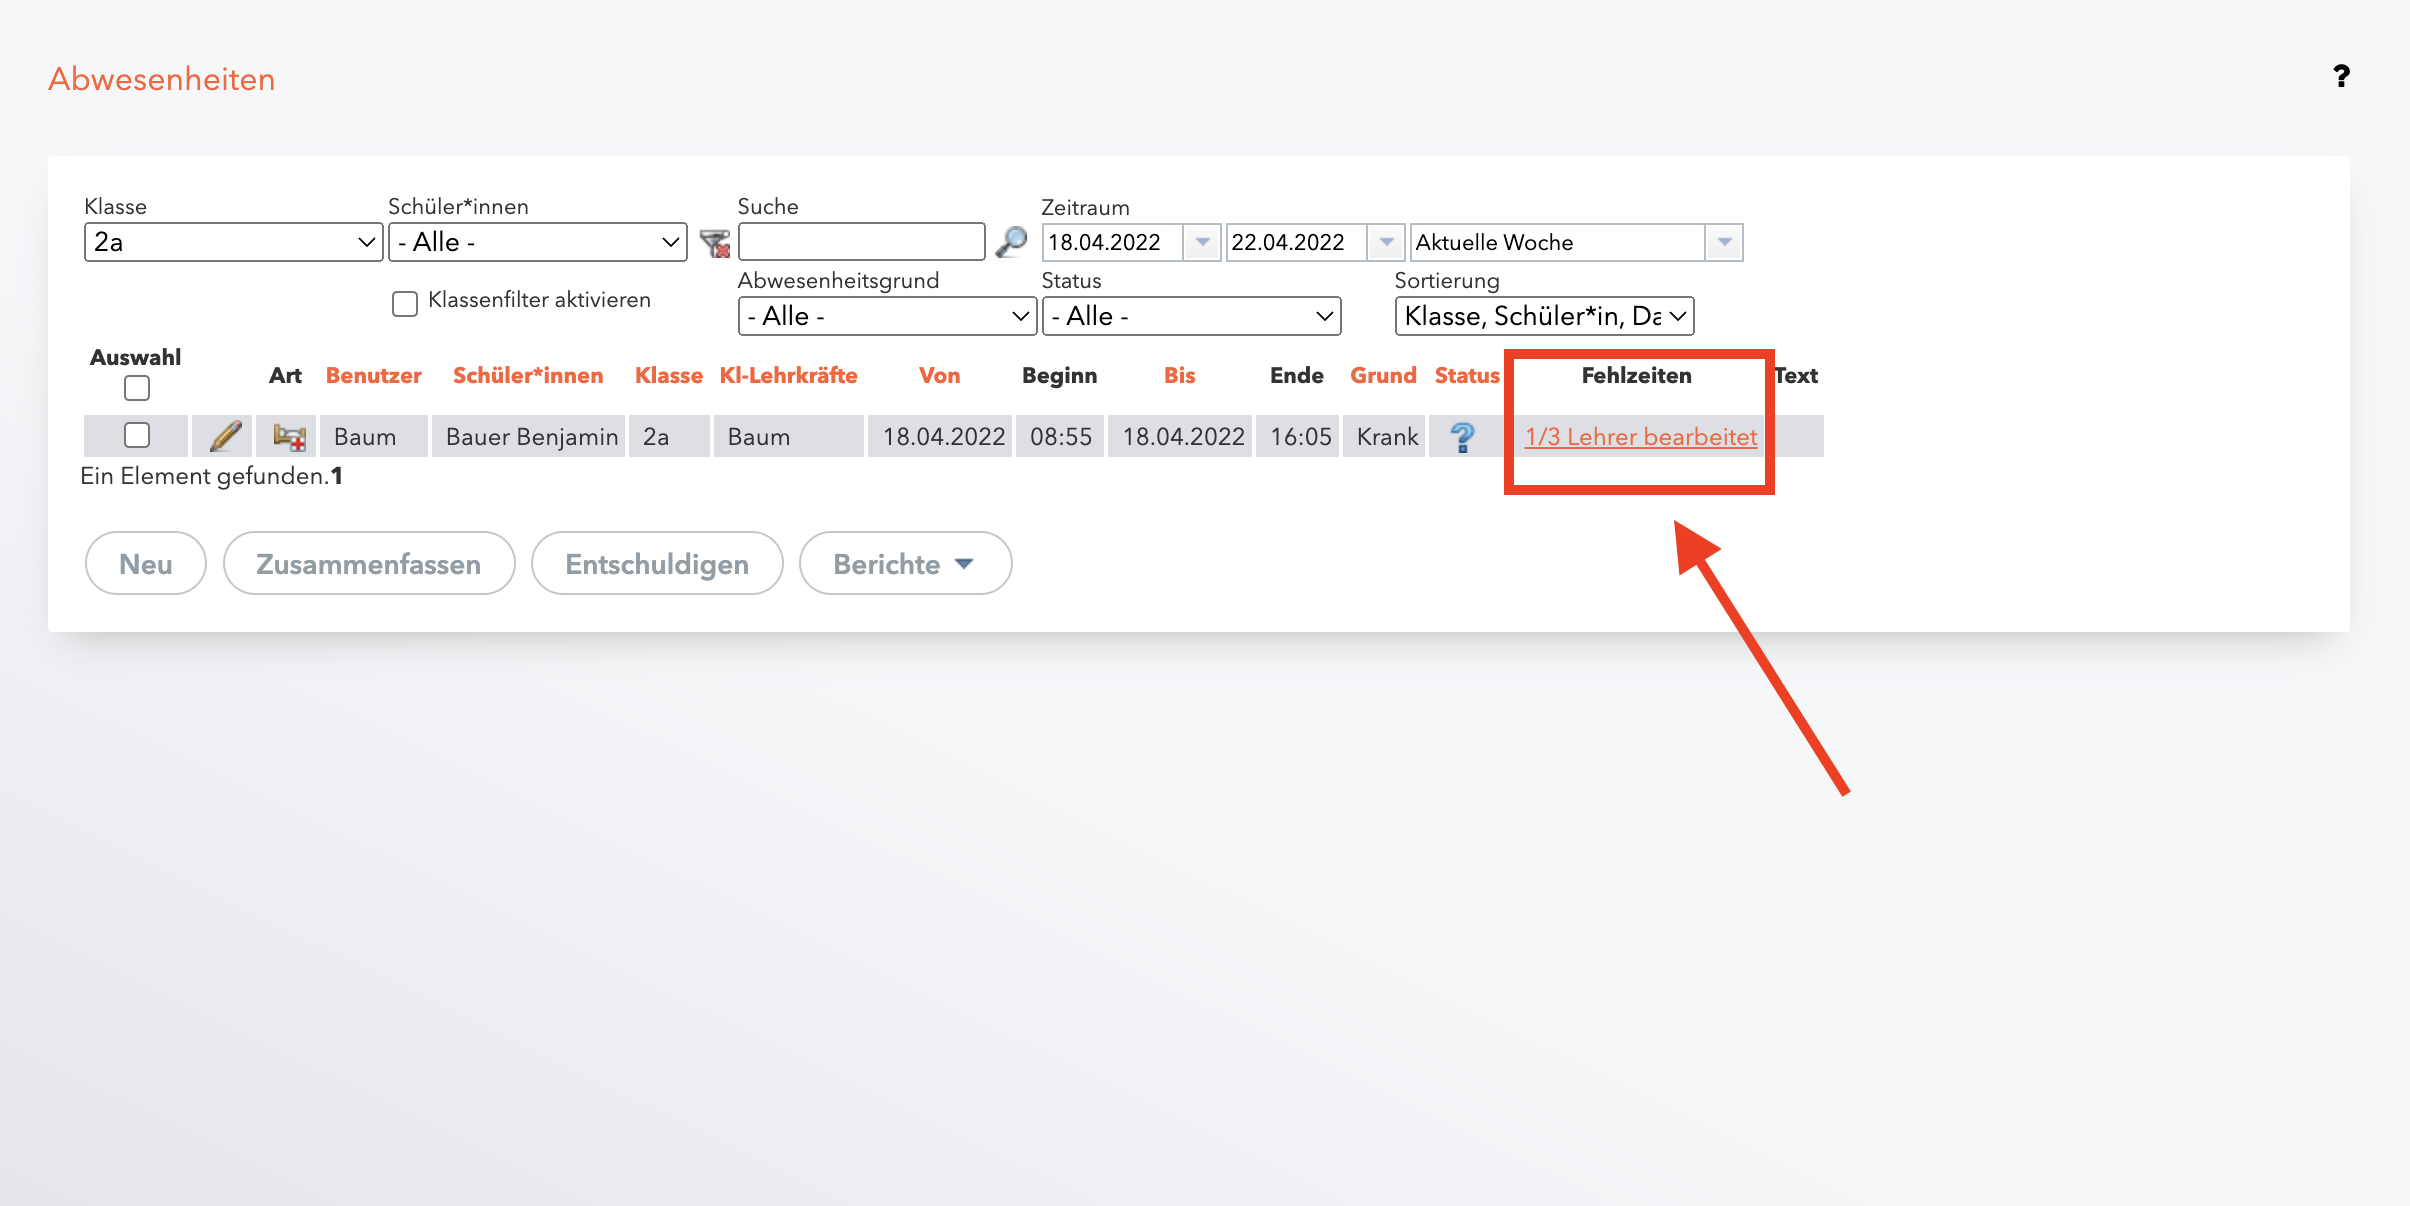 Abwesenheiten
?
Klasse Schüler*innen Suche Zeitraum
2a - Alle - 18.04.2022 22.04.2022 Aktuelle Woche
Klassenfilter aktivieren Abwesenheitsgrund Status Sortierung
- Alle - - Alle - Klasse, Schüler*in, Da
Auswahl Art Benutzer Schüler*innen Klasse Kl-Lehrkräfte Von Beginn Bis Ende Grund Status Fehlzeiten Text
Baum Bauer Benjamin 2a Baum 18.04.2022 08:55 18.04.2022 16:05 Krank ? 1/3 Lehrer bearbeitet
Ein Element gefunden.1
Neu Zusammenfassen Entschuldigen Berichte